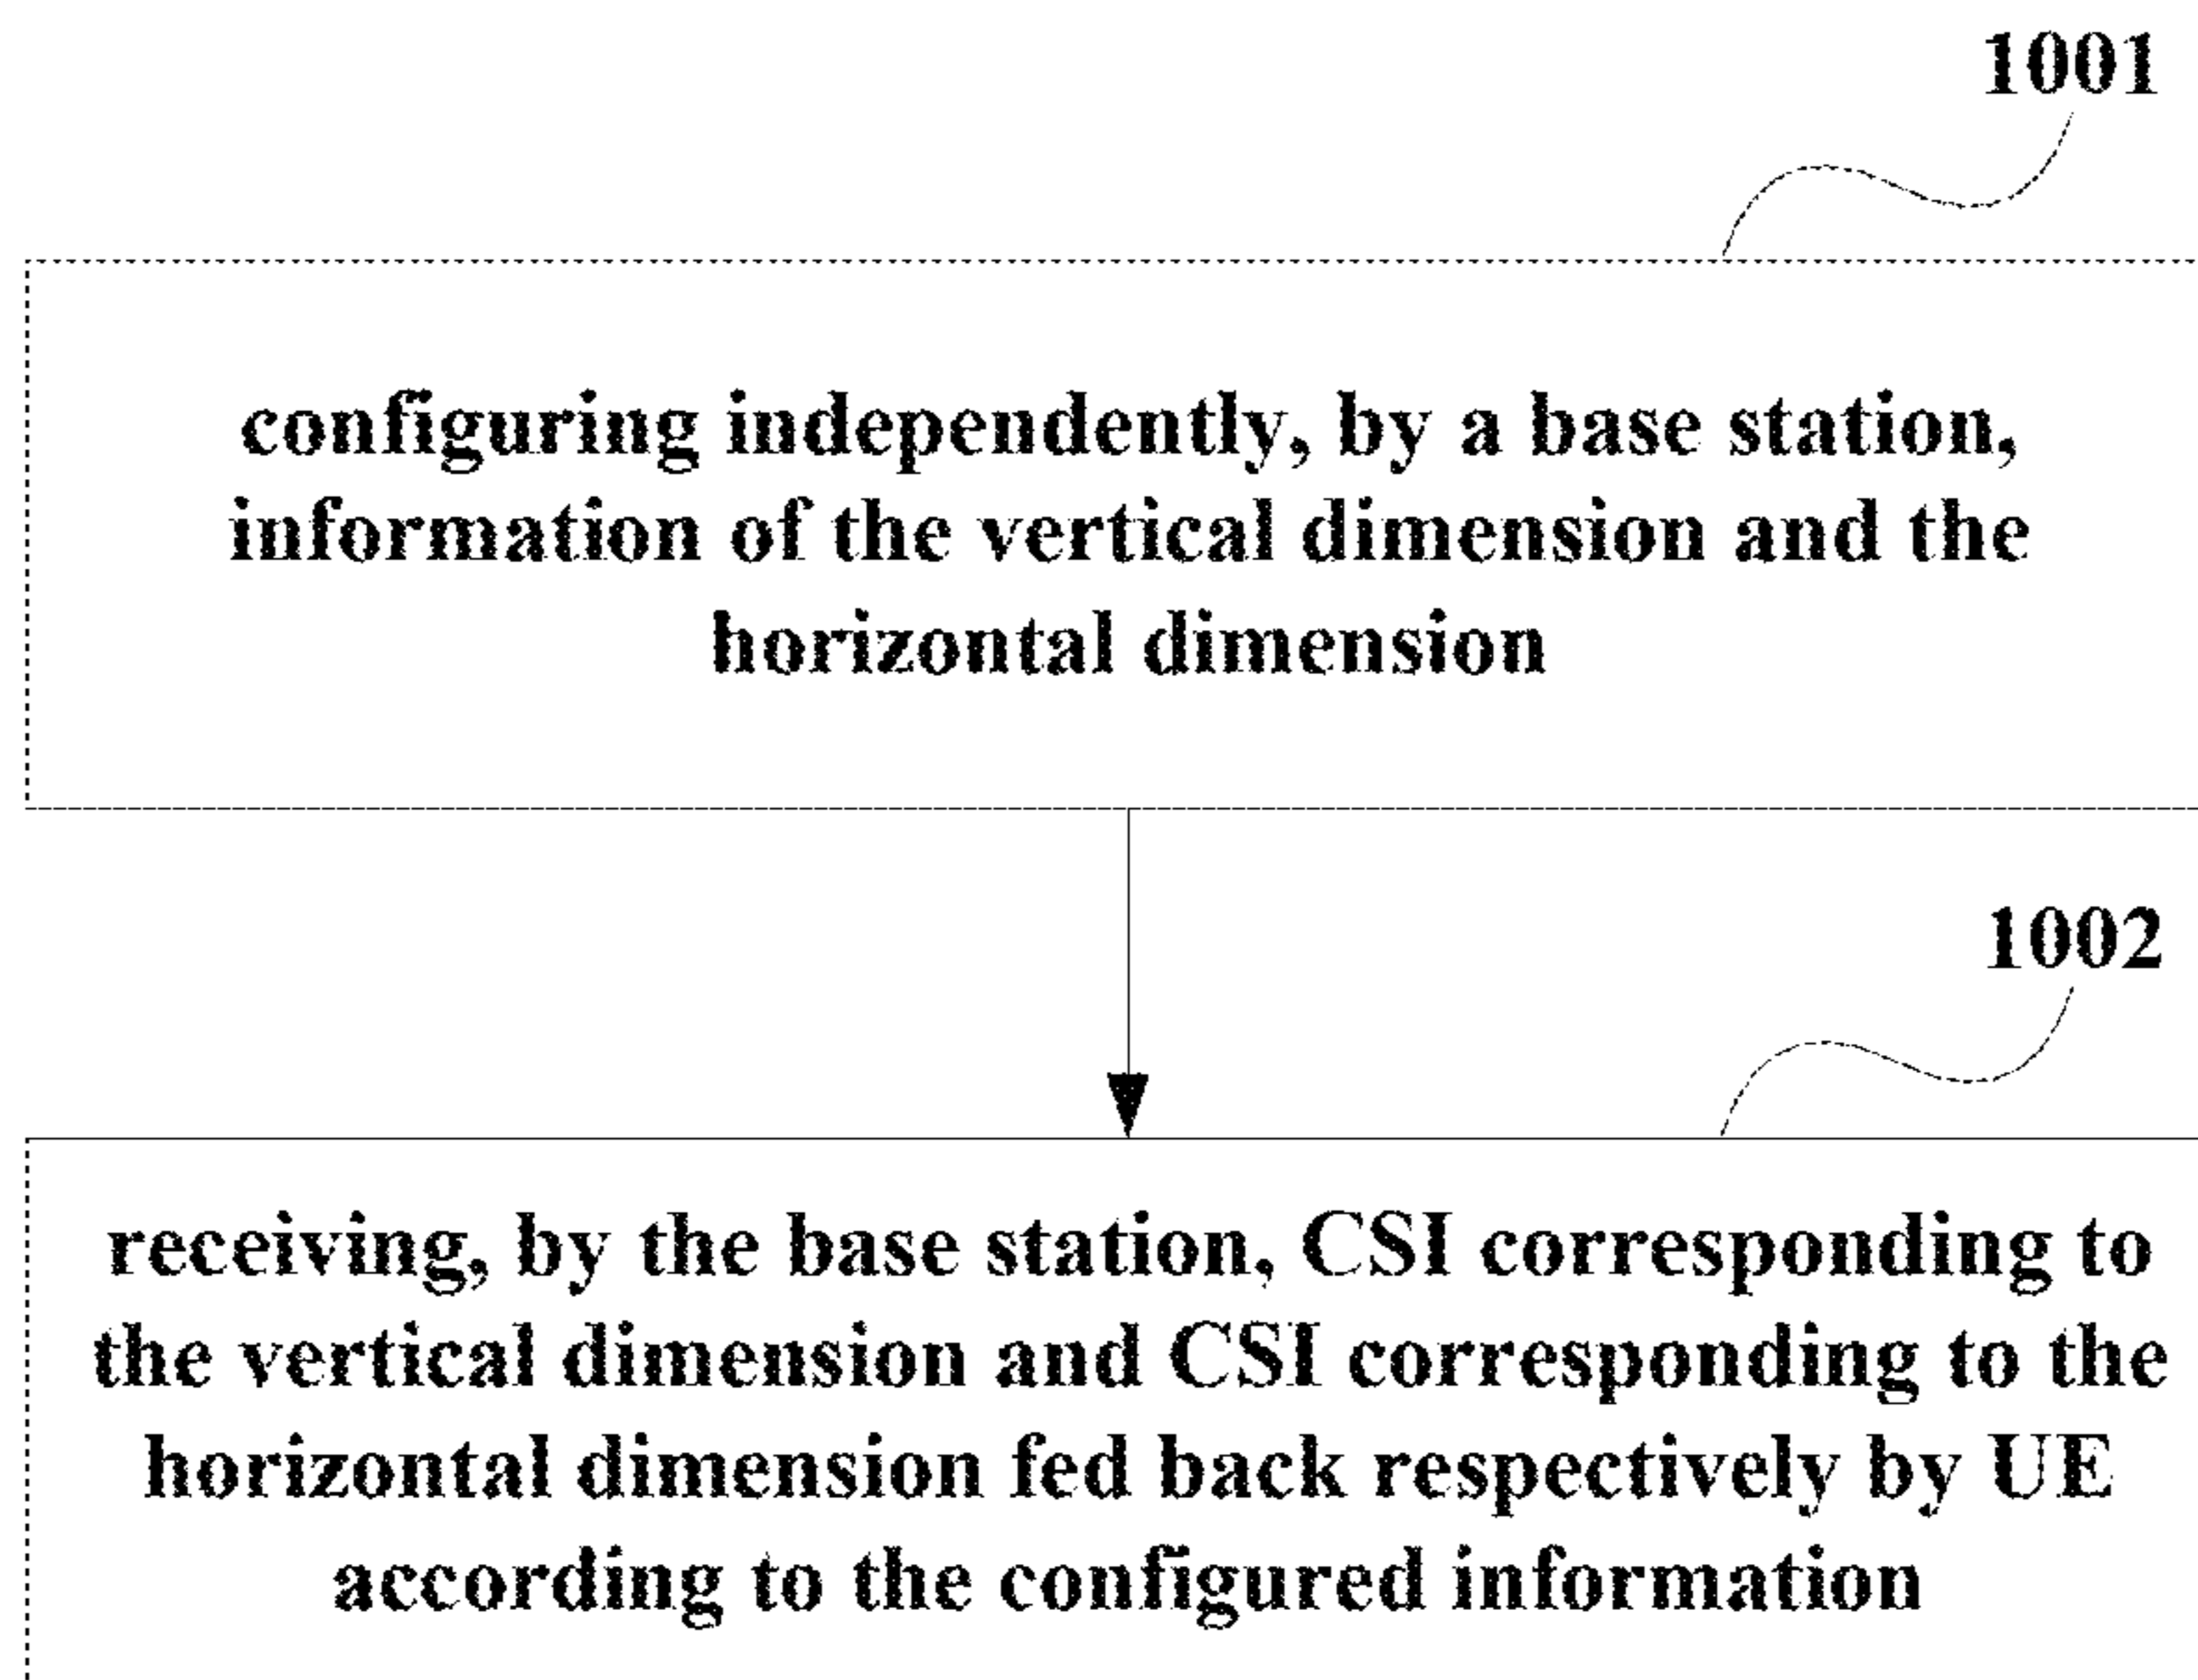 1001
configuring independently, by a base station,
information of the vertical dimension and the
horizontal dimension
1002
receiving, by the base station, CSI corresponding to
the vertical dimension and CSI corresponding to the
horizontal dimension fed back respectively by UE
according to the configured information